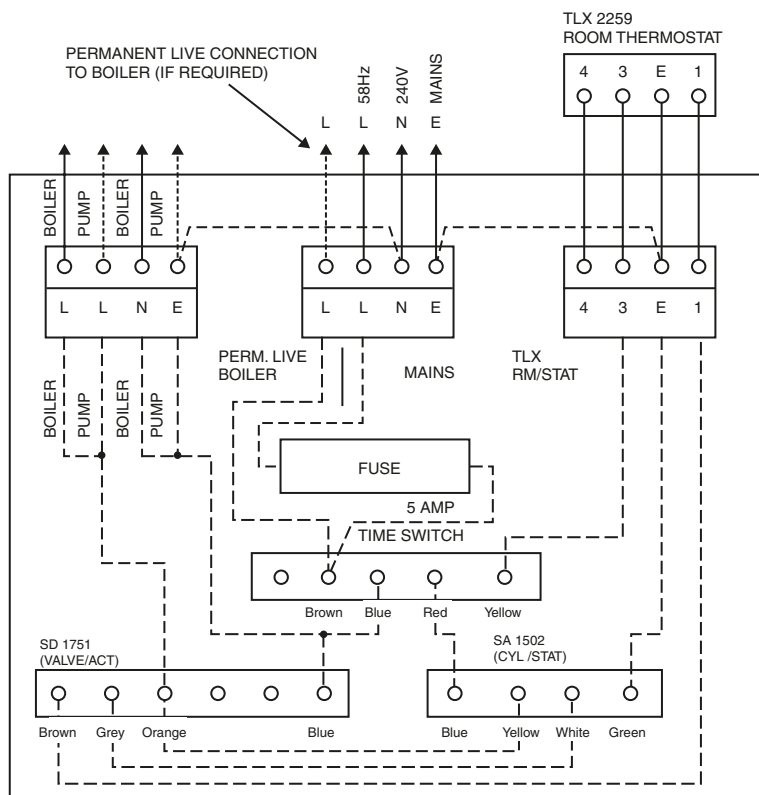 TLX 2259
ROOM THERMOSTAT
4 3 E 1
PERMANENT LIVE CONNECTION
TO BOILER (IF REQUIRED)
58Hz
240V
MAINS
L L N E
BOILER
PUMP
BOILER
PUMP
L L N E
L L N E
4 3 E 1
PERM. LIVE
BOILER
MAINS
TLX
RM/STAT
BOILER
PUMP
BOILER
PUMP
FUSE
5 AMP
TIME SWITCH
Brown Blue Red Yellow
SD 1751
(VALVE/ACT)
SA 1502
(CYL /STAT)
Brown Grey Orange Blue
Blue Yellow White Green